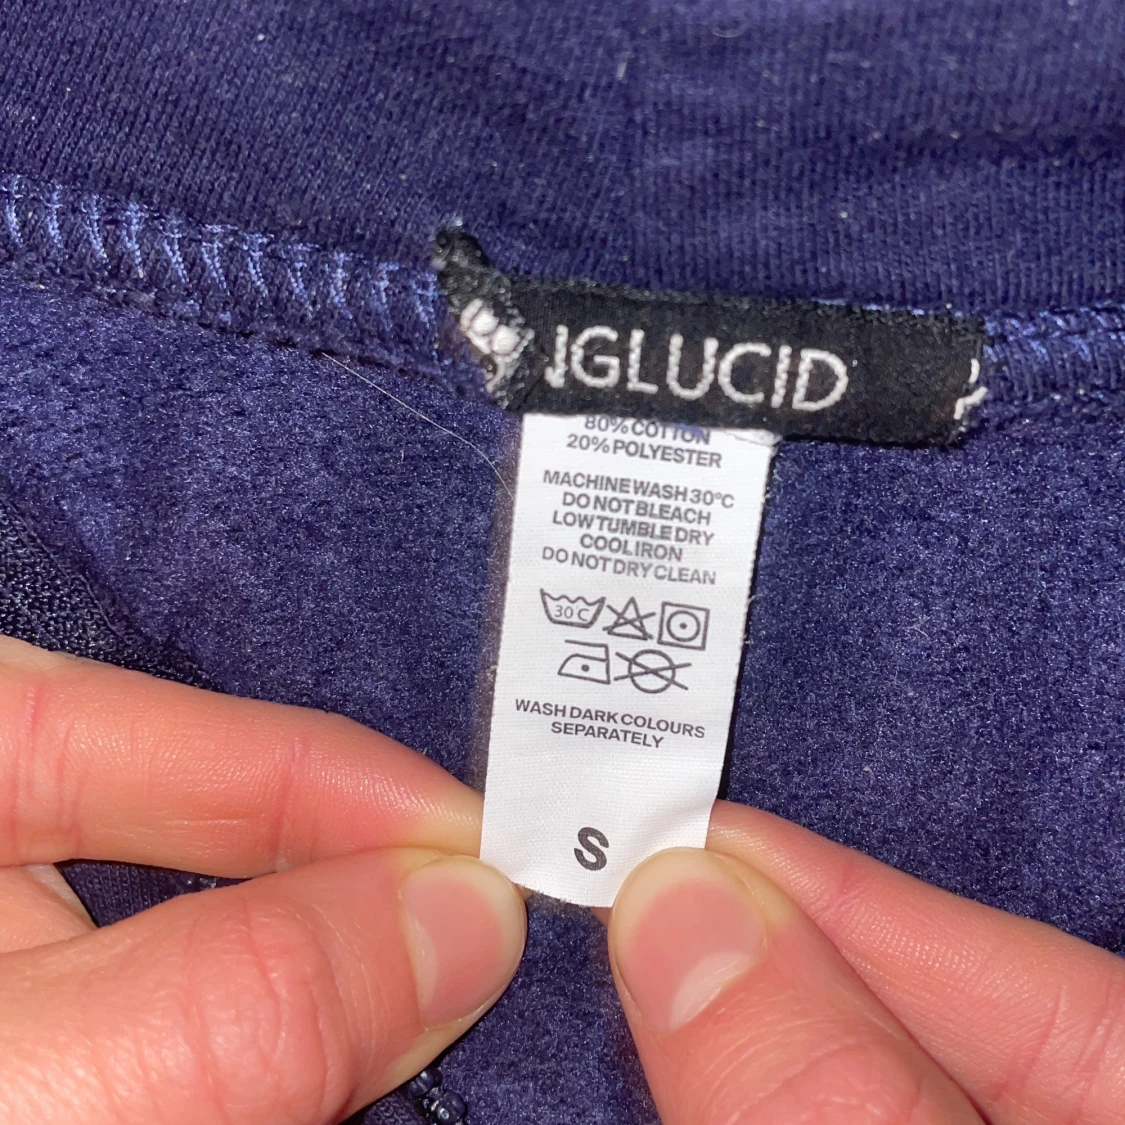 NGLUCID
80% COTTON
20% POLYESTER
MACHINE WASH 30°C
DO NOT BLEACH
LOW TUMBLE DRY
COOL IRON
DO NOT DRY CLEAN
30°C
WASH DARK COLOURS
SEPARATELY
S